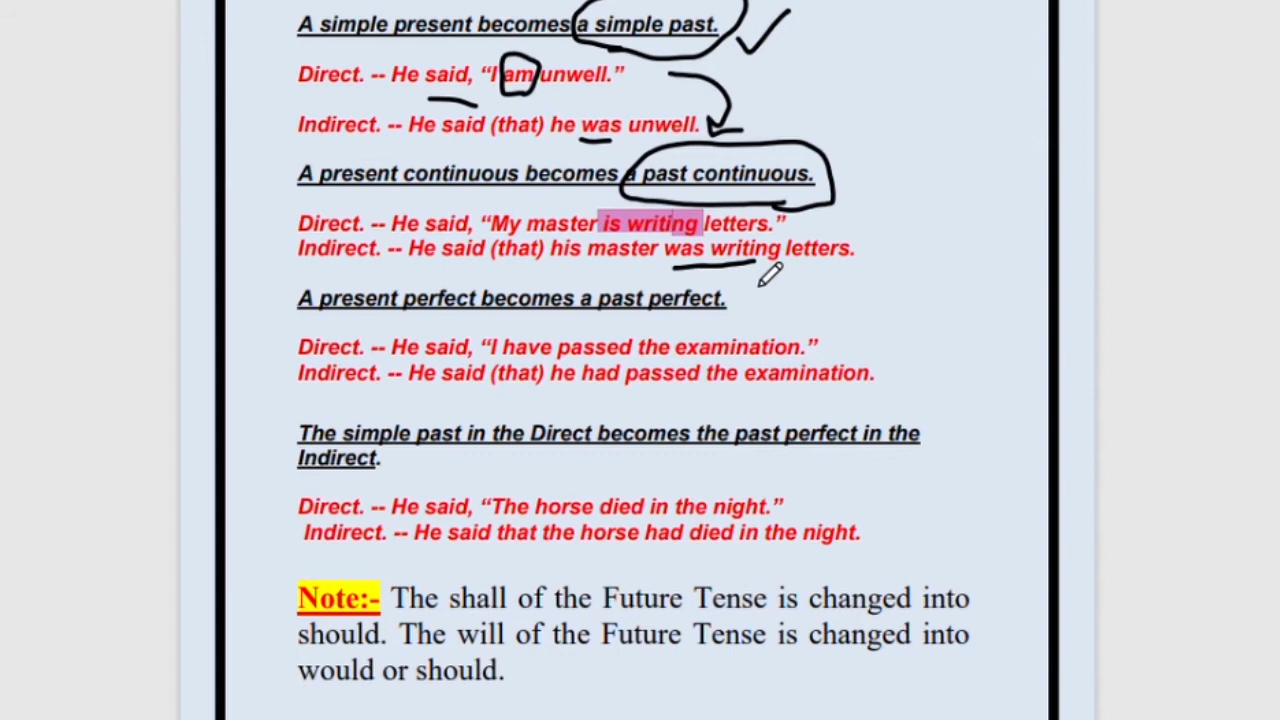 A simple present becomes a simple past.
Direct. -- He said, “I am unwell.”
Indirect. -- He said (that) he was unwell.
A present continuous becomes a past continuous.
Direct. -- He said, “My master is writing letters.”
Indirect. -- He said (that) his master was writing letters.
A present perfect becomes a past perfect.
Direct. -- He said, “I have passed the examination.”
Indirect. -- He said (that) he had passed the examination.
The simple past in the Direct becomes the past perfect in the
Indirect.
Direct. -- He said, “The horse died in the night.”
Indirect. -- He said that the horse had died in the night.
Note:- The shall of the Future Tense is changed into
should. The will of the Future Tense is changed into
would or should.